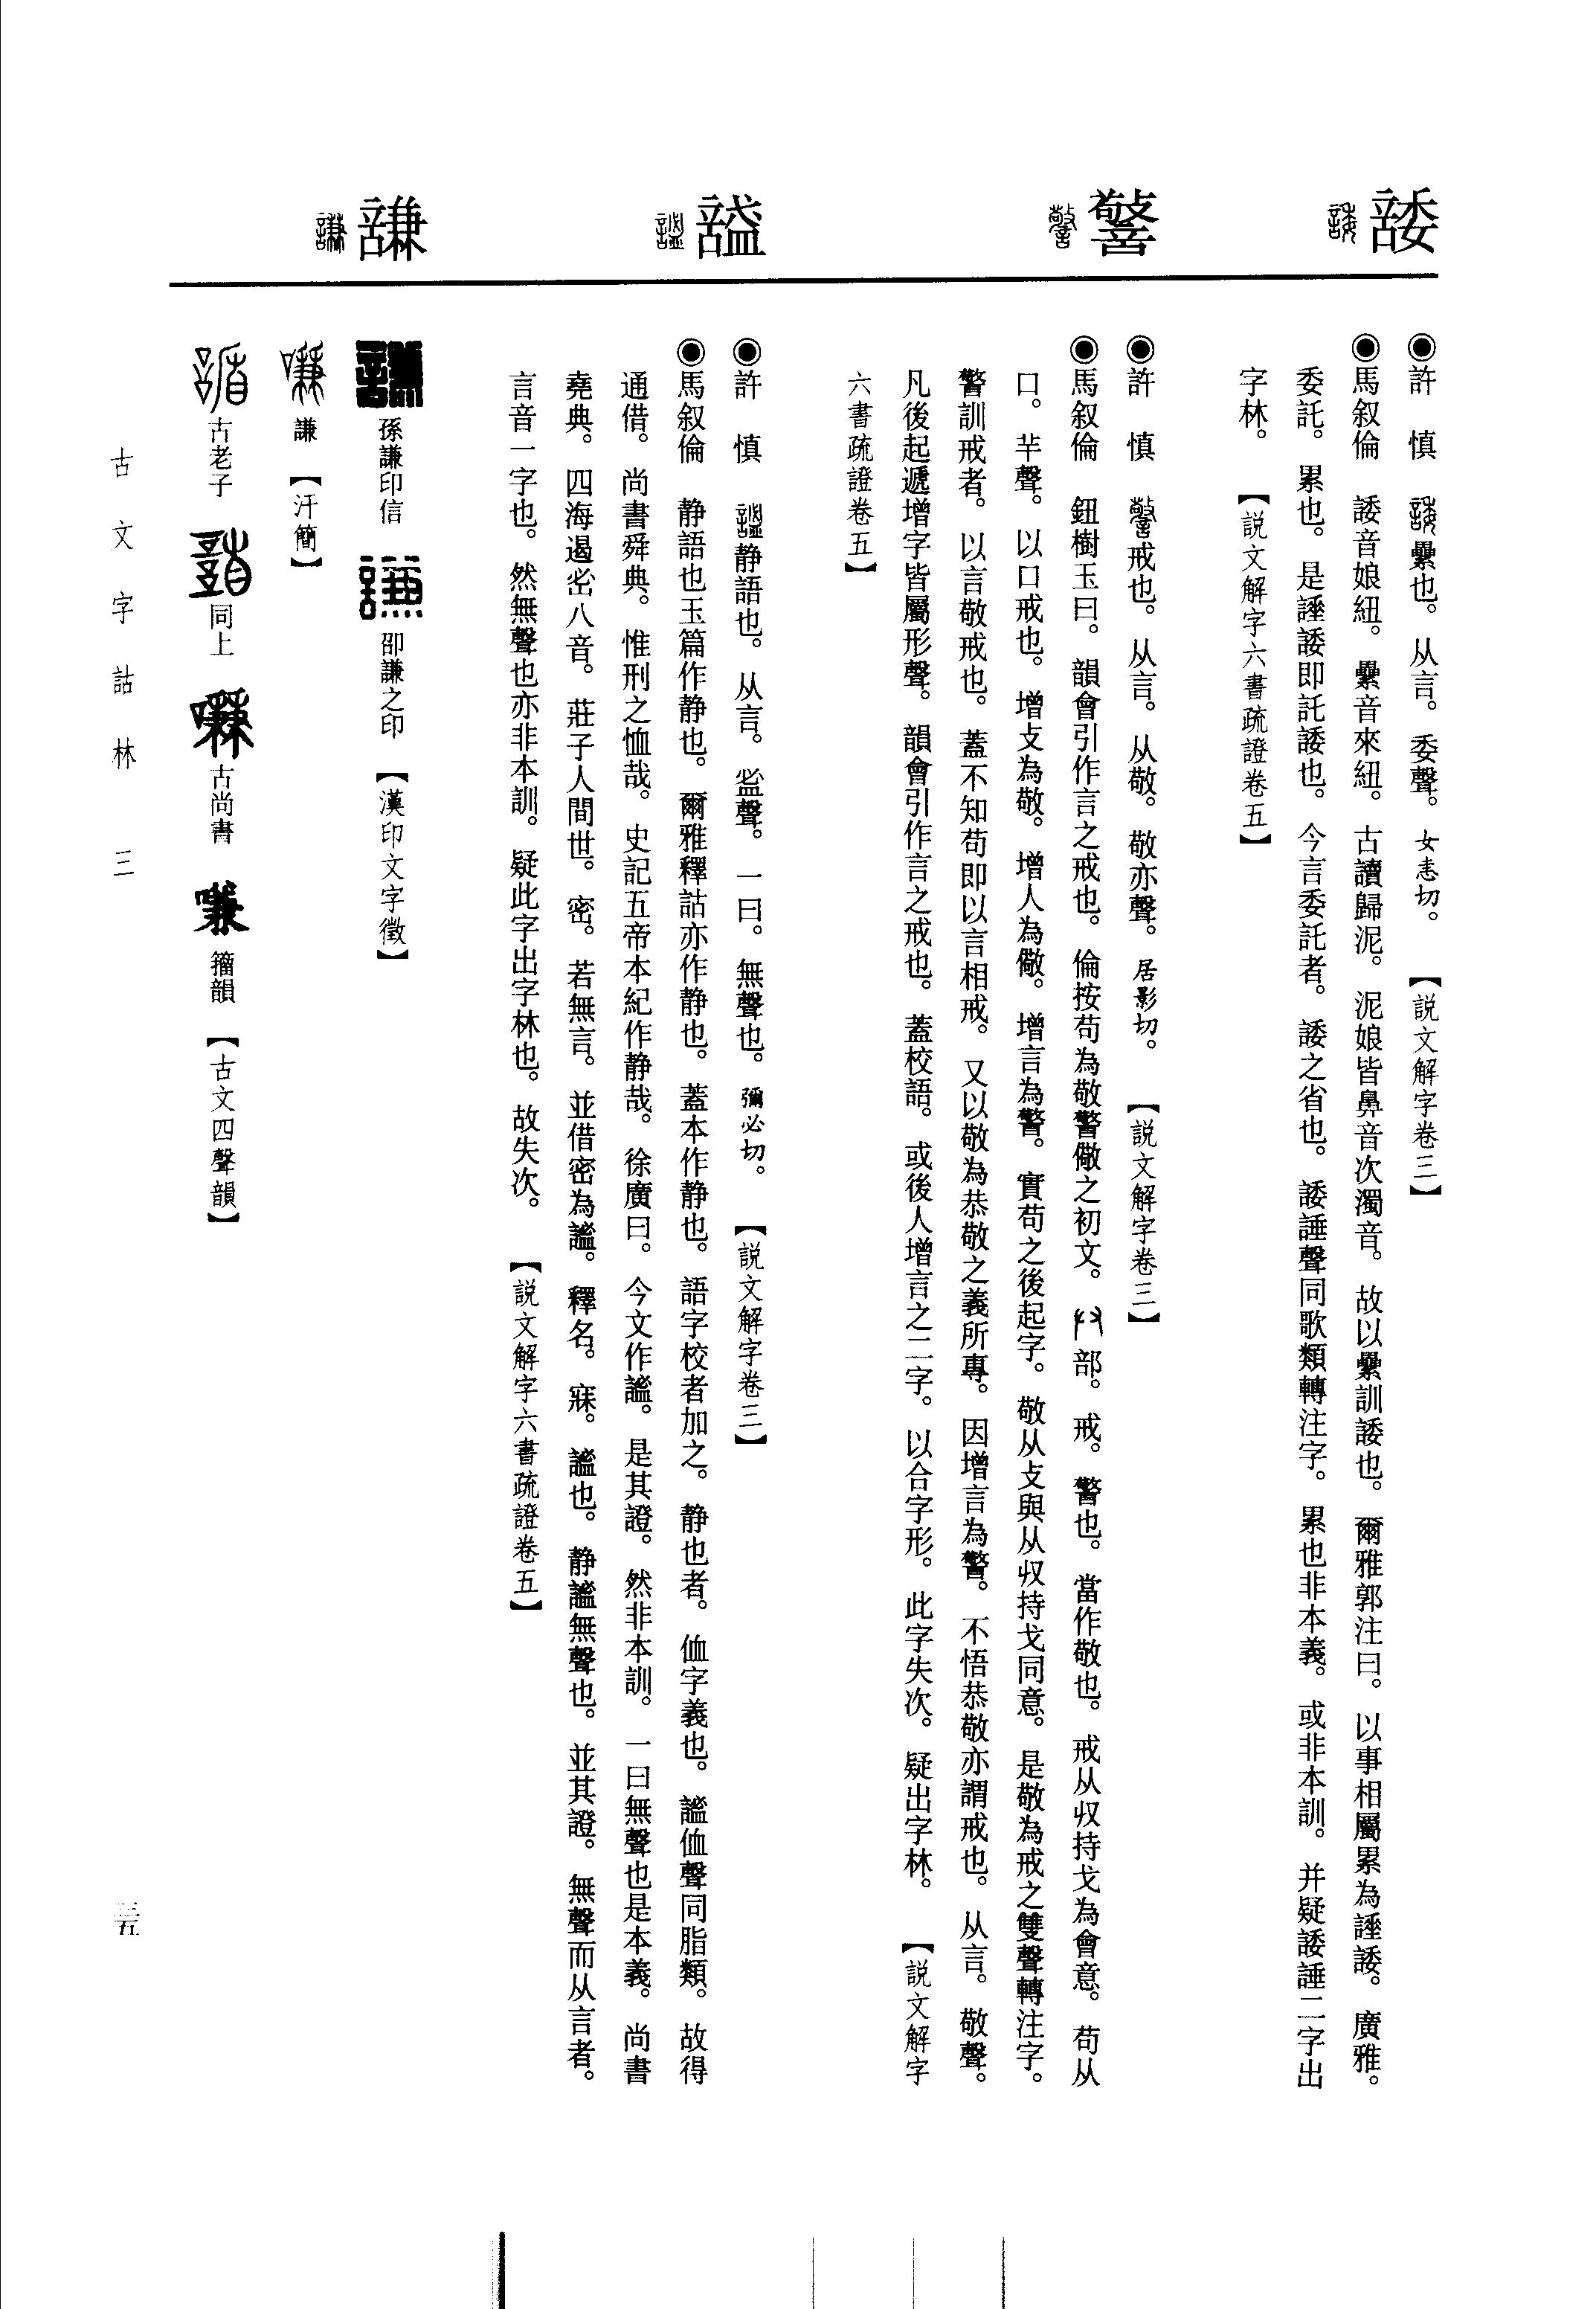 諉
◉許　慎　纍也。从言。委聲。女恚切。　【説文解字卷三】
◉馬叙倫　諉音娘紐。纍音來紐。古讀歸泥。泥娘皆鼻音次濁音。故以纍訓諉也。爾雅郭注曰。以事相屬累為諈諉。廣雅。
委託。累也。是諈諉即託諉也。今言委託者。諉之省也。諉諈聲同歌類轉注字。累也非本義。或非本訓。并疑諉諈二字出
字林。　【説文解字六書疏證卷五】
警
◉許　慎　戒也。从言。从敬。敬亦聲。居影切。　【説文解字卷三】
◉馬叙倫　鈕樹玉曰。韻會引作言之戒也。倫按茍為敬警儆之初文。部。戒。警也。當作敬也。戒从収持戈為會意。茍从
口。羊聲。以口戒也。增攴為敬。增人為儆。增言為警。實茍之後起字。敬从攴與从収持戈同意。是敬為戒之雙聲轉注字。
警訓戒者。以言敬戒也。蓋不知茍即以言相戒。又以敬為恭敬之義所專。因增言為警。不悟恭敬亦謂戒也。从言。敬聲。
凡後起遞增字皆屬形聲。韻會引作言之戒也。蓋校語。或後人增言之二字。以合字形。此字失次。疑出字林。　【説文解字
六書疏證卷五】
謐
◉許　慎　静語也。从言。𥁑聲。一曰。無聲也。彌必切。　【説文解字卷三】
◉馬叙倫　静語也玉篇作静也。爾雅釋詁亦作静也。蓋本作静也。語字校者加之。静也者。侐字義也。謐侐聲同脂類。故得
通借。尚書舜典。惟刑之恤哉。史記五帝本紀作静哉。徐廣曰。今文作謐。是其證。然非本訓。一曰無聲也是本義。尚書
堯典。四海遏密八音。莊子人間世。密。若無言。並借密為謐。釋名。寐。謐也。静謐無聲也。並其證。無聲而从言者。
言音一字也。然無聲也亦非本訓。疑此字出字林也。故失次。　【説文解字六書疏證卷五】
謙
孫謙印信　卲謙之印　【漢印文字徵】
謙　【汗簡】
古老子　同上　古尚書　籀韻　【古文四聲韻】
古文字詁林　三